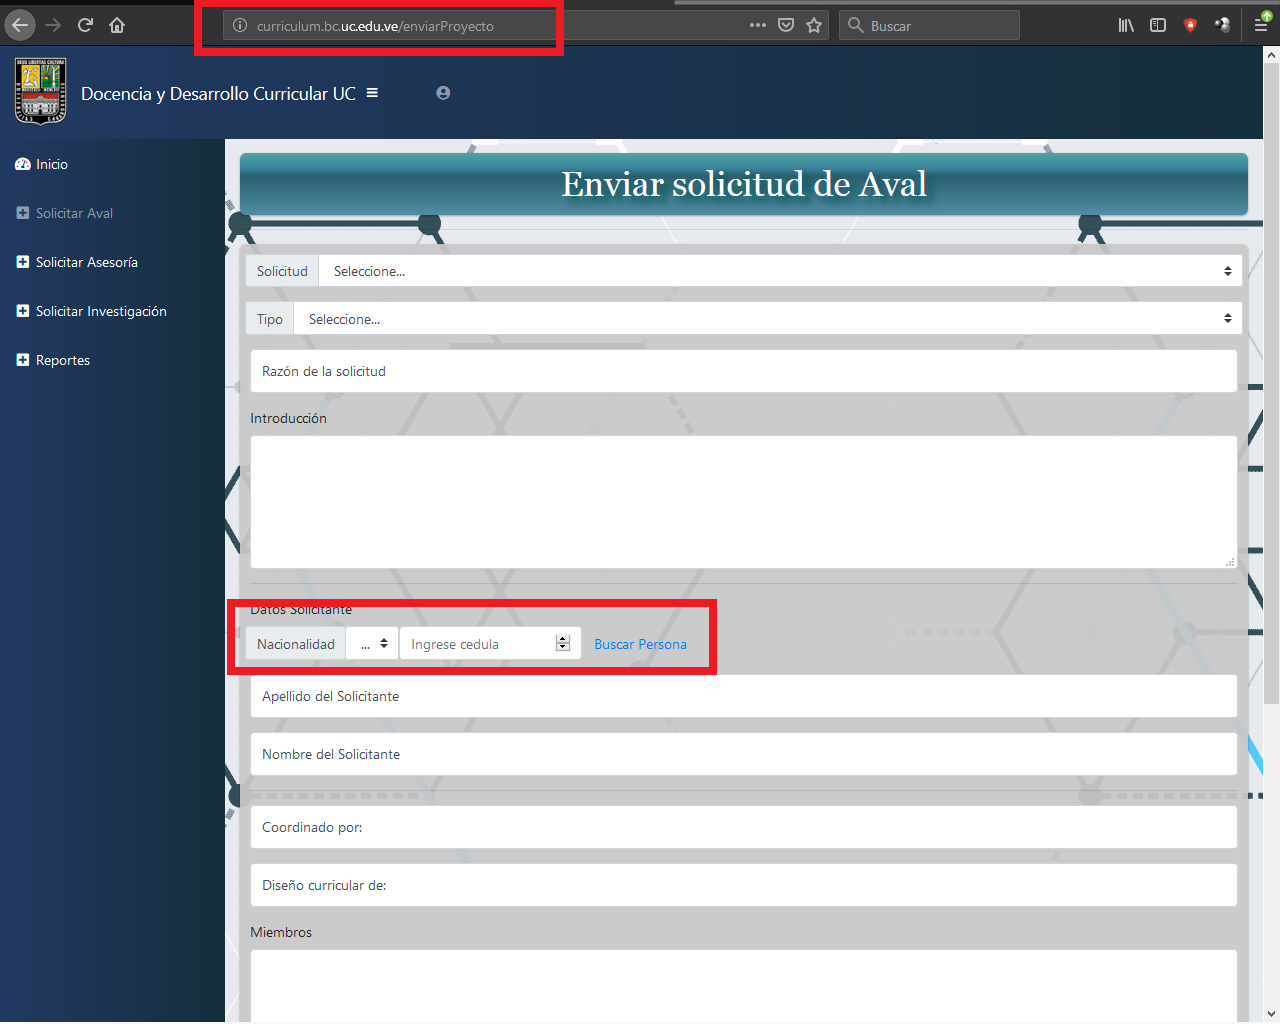 curriculum.bc.uc.edu.ve/enviarProyecto
Buscar
Docencia y Desarrollo Curricular UC
Inicio
Solicitar Aval
Solicitar Asesoría
Solicitar Investigación
Reportes
Enviar solicitud de Aval
Solicitud Seleccione...
Tipo Seleccione...
Razón de la solicitud
Introducción
Datos Solicitante
Nacionalidad ... Ingrese cedula Buscar Persona
Apellido del Solicitante
Nombre del Solicitante
Coordinado por:
Diseño curricular de:
Miembros